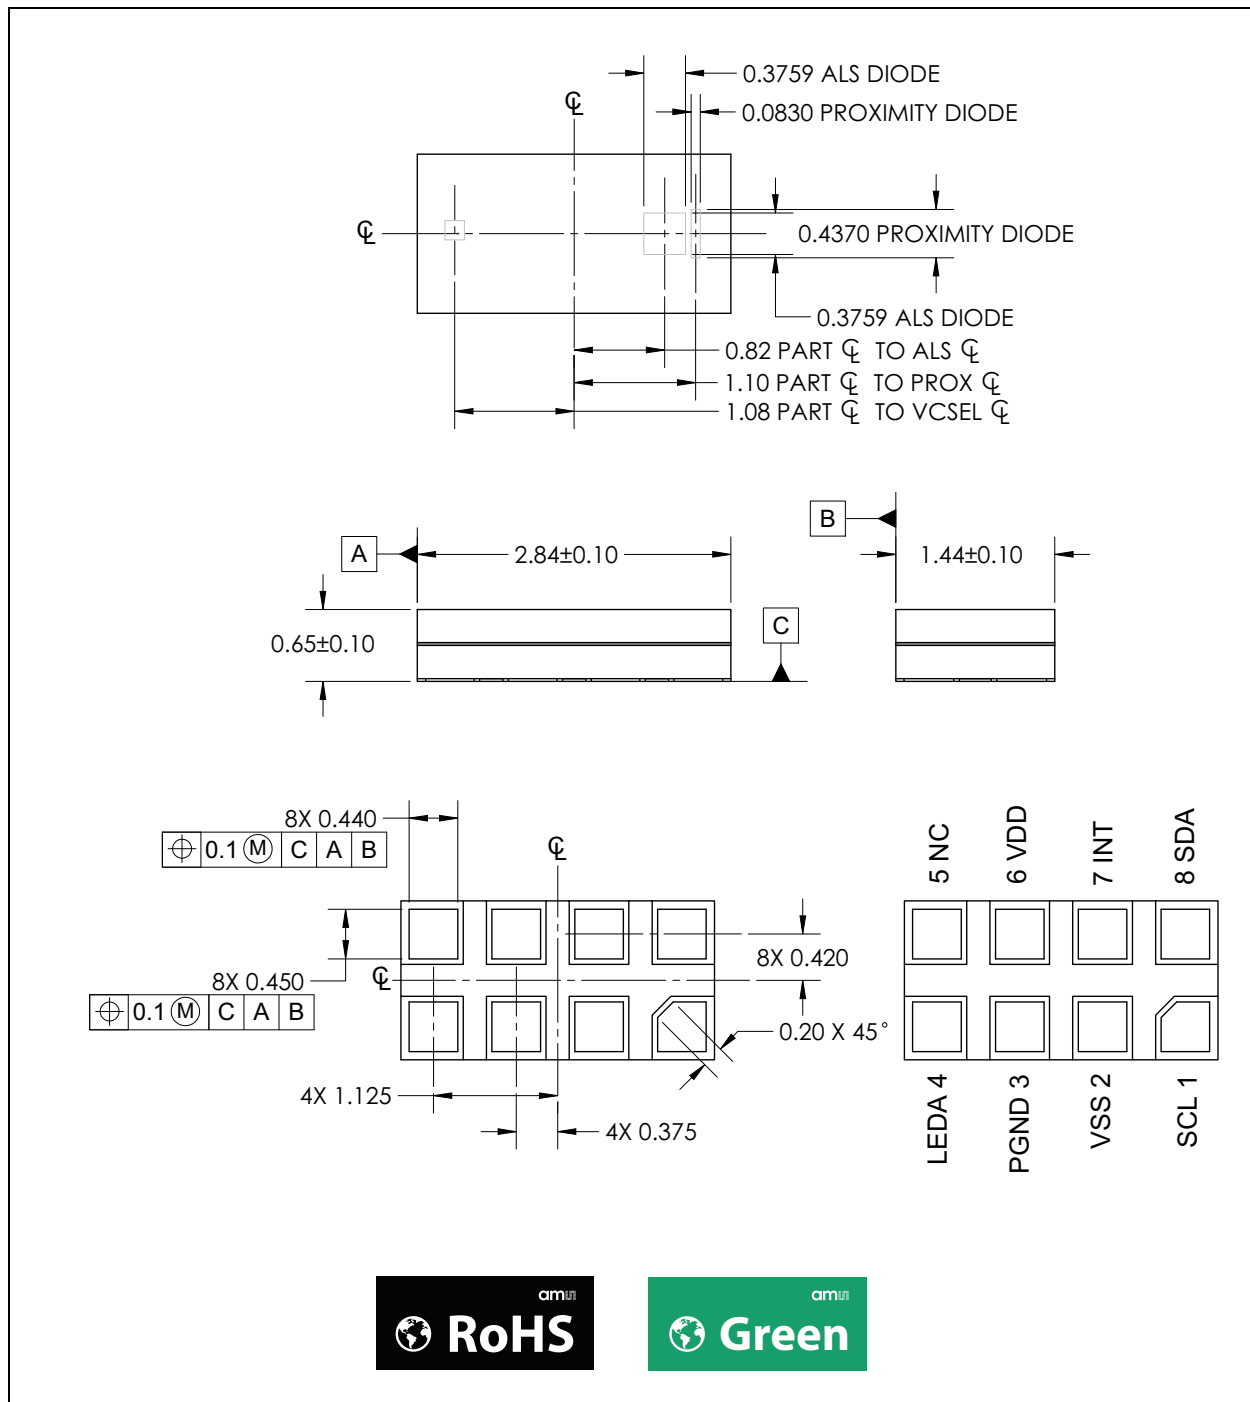 0.3759 ALS DIODE
0.0830 PROXIMITY DIODE
℄
℄
0.4370 PROXIMITY DIODE
0.3759 ALS DIODE
0.82 PART ℄ TO ALS ℄
1.10 PART ℄ TO PROX ℄
1.08 PART ℄ TO VCSEL ℄
B
A
2.84±0.10
1.44±0.10
C
0.65±0.10
8X 0.440
⌖ 0.1 Ⓜ C A B
℄
8X 0.420
℄
8X 0.450
⌖ 0.1 Ⓜ C A B
0.20 X 45°
4X 1.125
4X 0.375
5 NC
6 VDD
7 INT
8 SDA
LEDA 4
PGND 3
VSS 2
SCL 1
am
RoHS
am
Green